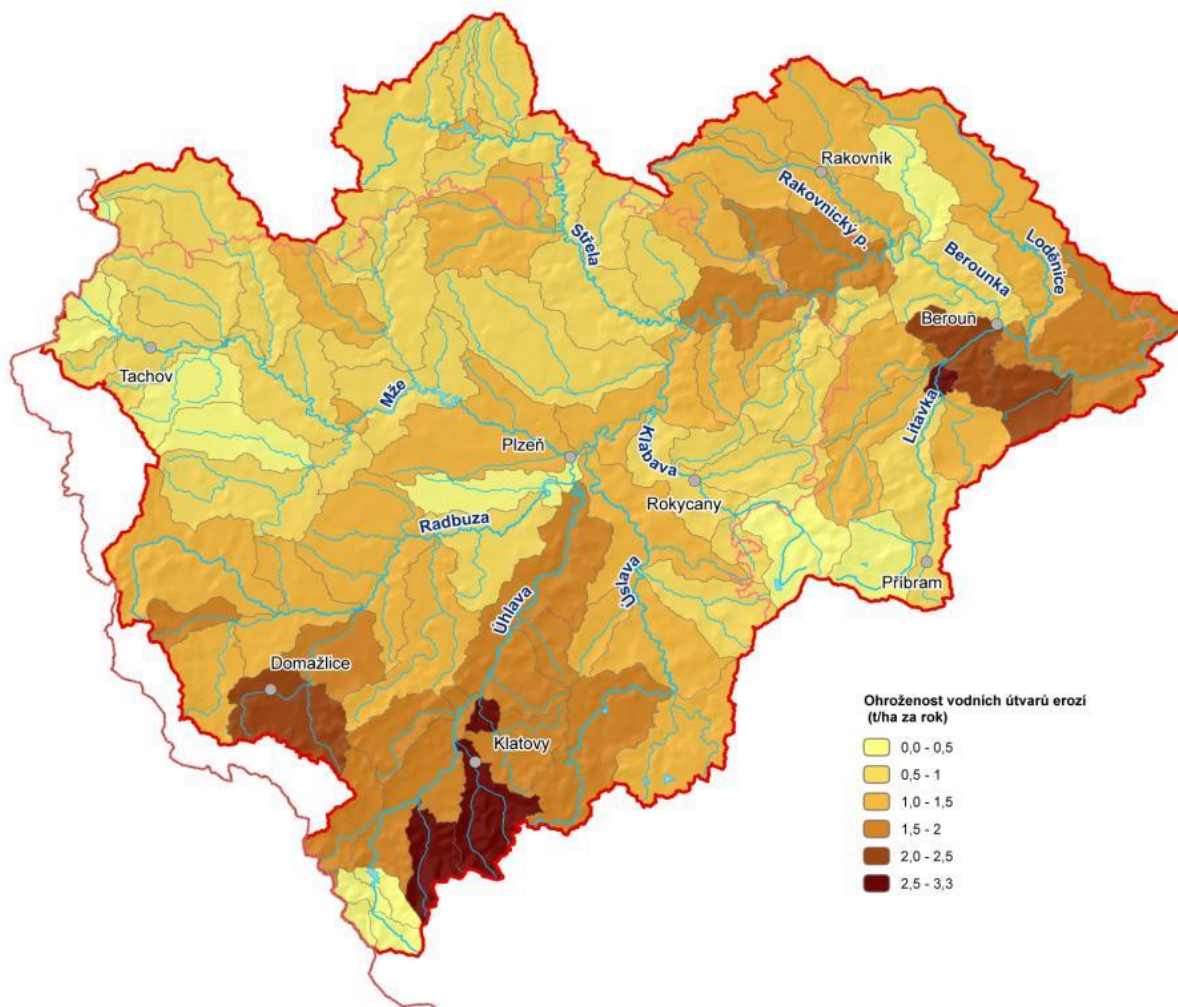 Rakovník
Rakovnický p.
Střela
Loděnice
Berounka
Beroun
Tachov
Mže
Litavka
Plzeň
Klabava
Rokycany
Radbuza
Úslava
Příbram
Úhlava
Domažlice
Klatovy
Ohroženost vodních útvarů erozí
(t/ha za rok)
0,0 - 0,5
0,5 - 1
1,0 - 1,5
1,5 - 2
2,0 - 2,5
2,5 - 3,3